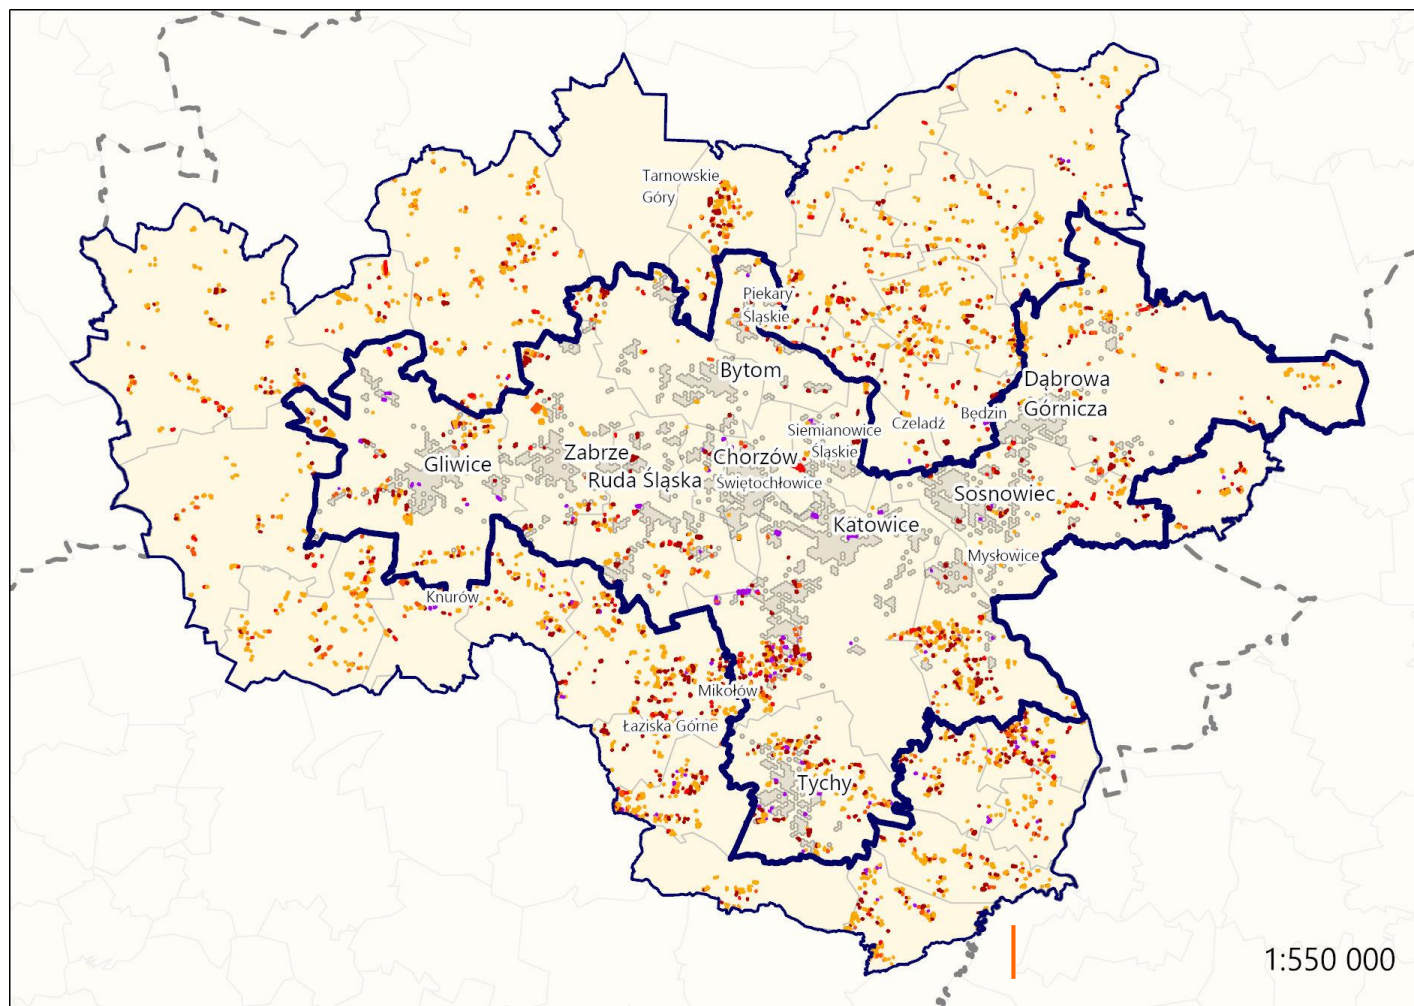 Tarnowskie
Góry
Piekary
Śląskie
Bytom
Dąbrowa
Górnicza
Będzin
Czeladź
Siemianowice
Śląskie
Chorzów
Zabrze
Gliwice
Ruda Śląska
Świętochłowice
Sosnowiec
Katowice
Mysłowice
Knurów
Mikołów
Łaziska Górne
Tychy
1:550 000